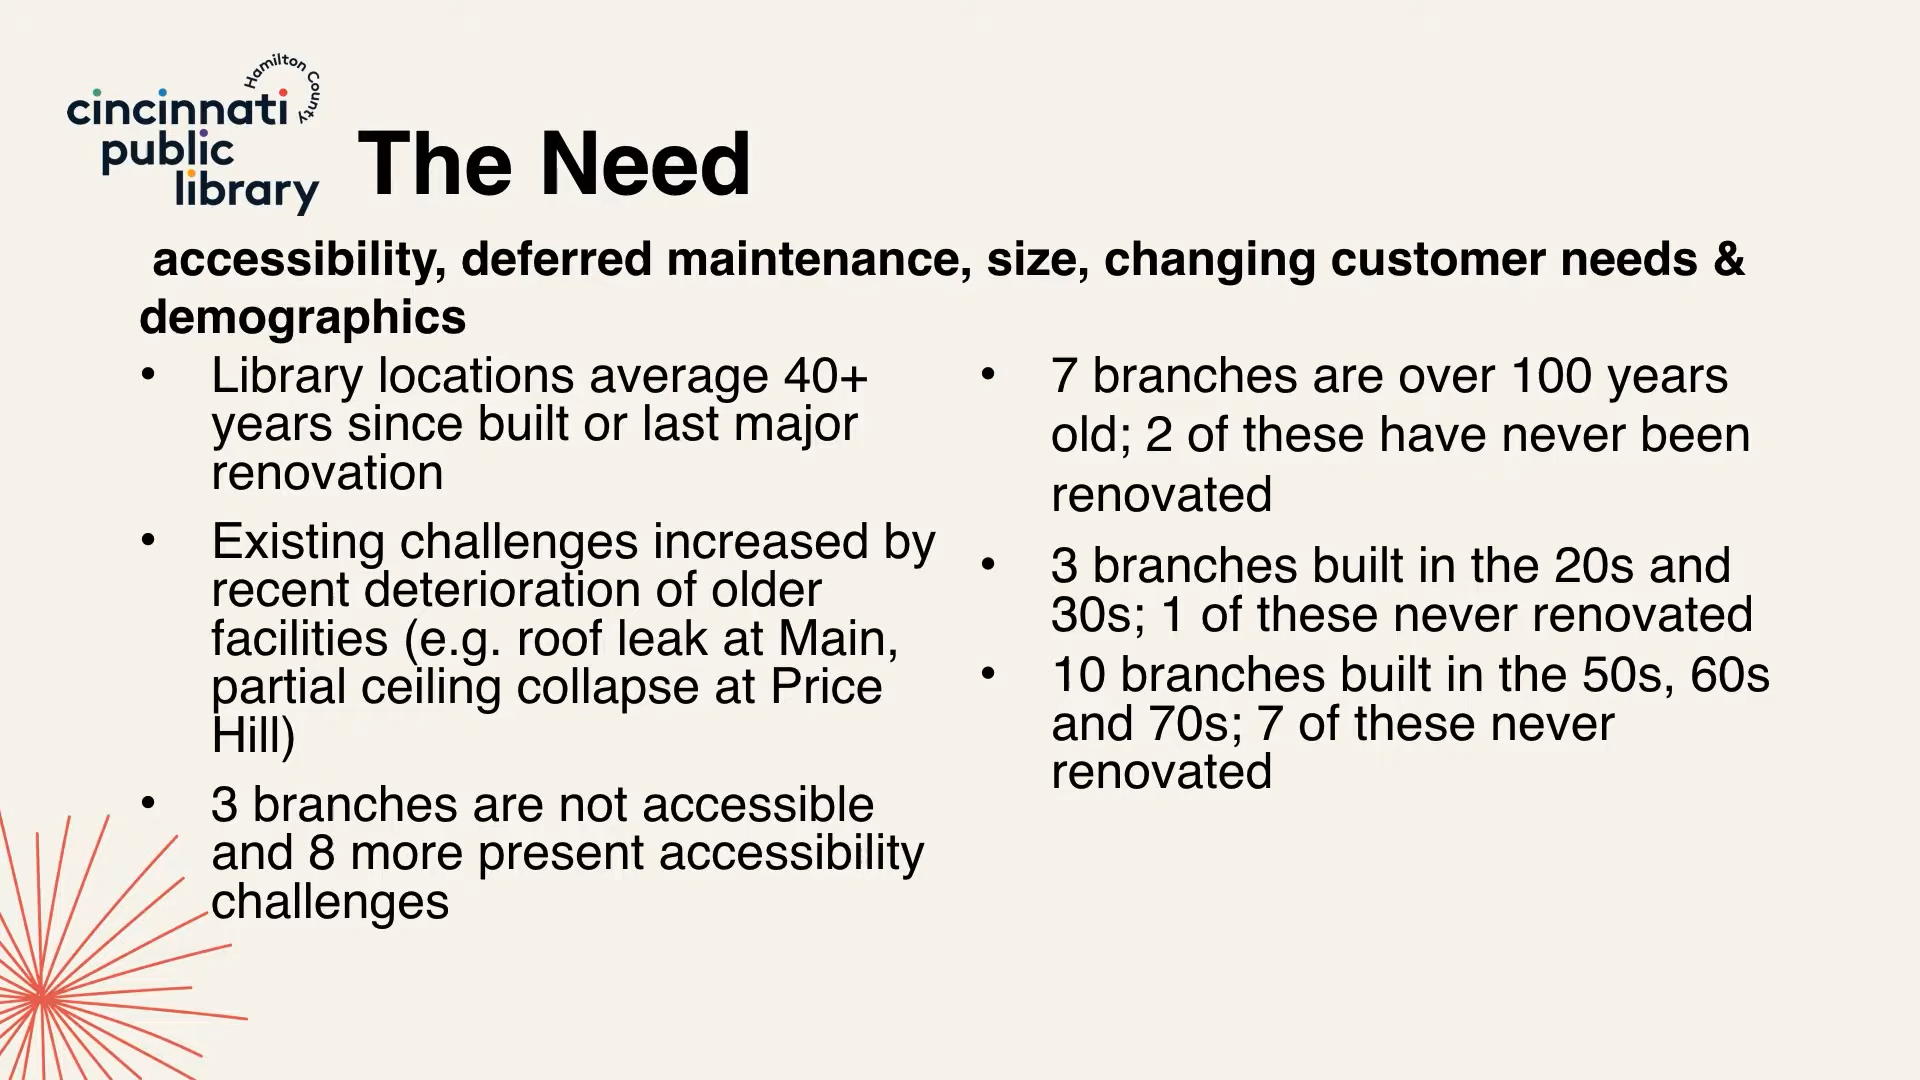 Hamilton County
cincinnati
public
library
The Need
accessibility, deferred maintenance, size, changing customer needs &
demographics
• Library locations average 40+
years since built or last major
renovation
• Existing challenges increased by
recent deterioration of older
facilities (e.g. roof leak at Main,
partial ceiling collapse at Price
Hill)
• 3 branches are not accessible
and 8 more present accessibility
challenges
• 7 branches are over 100 years
old; 2 of these have never been
renovated
• 3 branches built in the 20s and
30s; 1 of these never renovated
• 10 branches built in the 50s, 60s
and 70s; 7 of these never
renovated